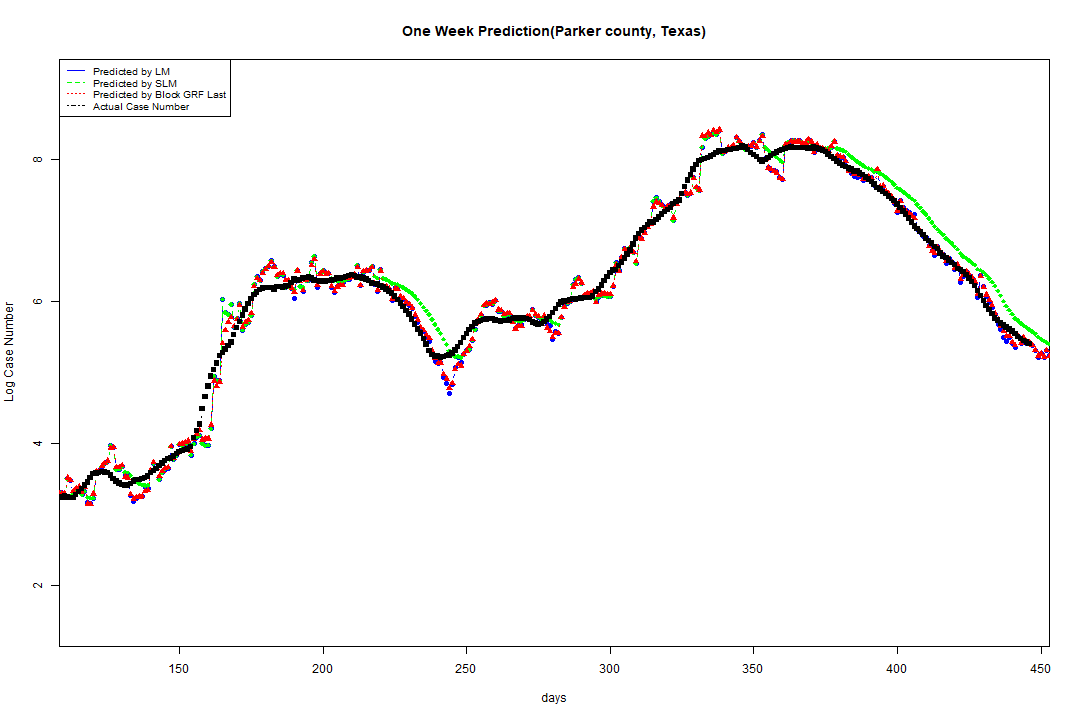 One Week Prediction(Parker county, Texas)
Predicted by LM
Predicted by SLM
Predicted by Block GRF Last
Actual Case Number
Log Case Number
8
6
4
2
150 200 250 300 350 400 450
days